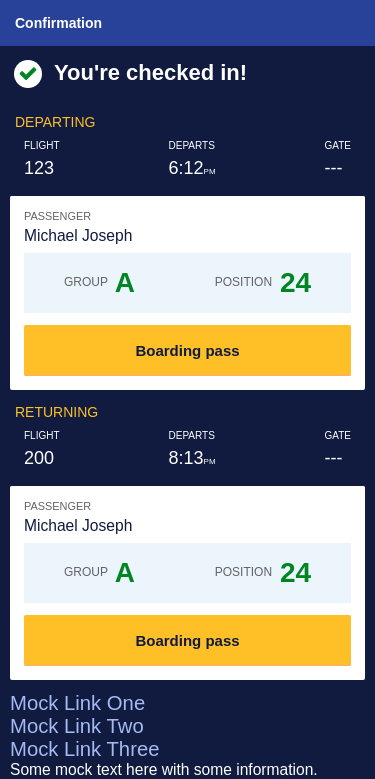 Confirmation
You're checked in!
DEPARTING
FLIGHT DEPARTS GATE
123 6:12PM ---
PASSENGER
Michael Joseph
GROUP A POSITION 24
Boarding pass
RETURNING
FLIGHT DEPARTS GATE
200 8:13PM ---
PASSENGER
Michael Joseph
GROUP A POSITION 24
Boarding pass
Mock Link One
Mock Link Two
Mock Link Three
Some mock text here with some information.